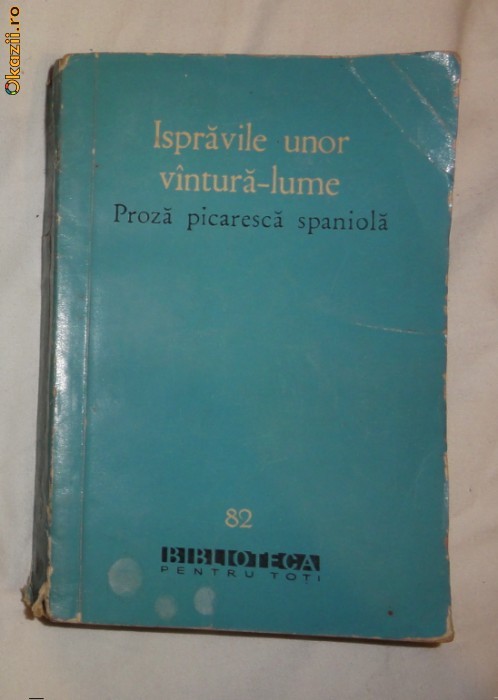 Okazii.ro
Isprăvile unor
vîntură-lume
Proză picarescă spaniolă
82
BIBLIOTECA
PENTRU TOȚI